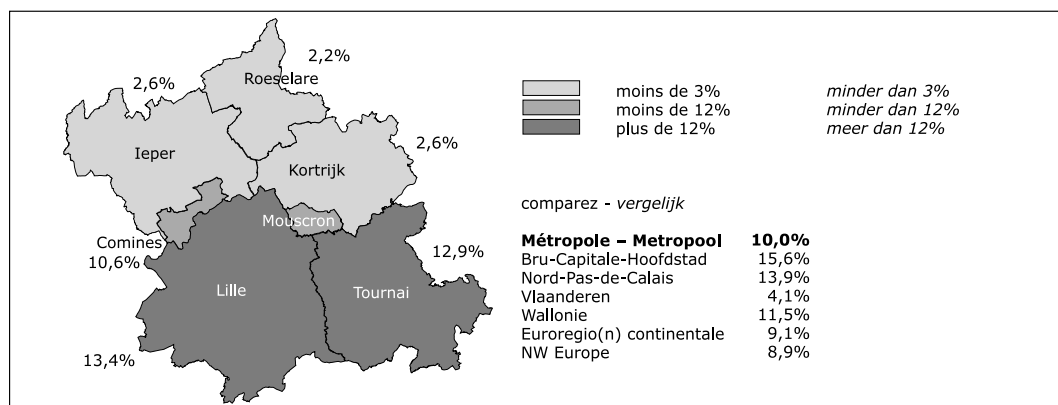 2,2%
Roeselare
2,6%
Ieper
2,6%
Kortrijk
Mouscron
Comines
10,6%
12,9%
Lille
Tournai
13,4%
moins de 3% minder dan 3%
moins de 12% minder dan 12%
plus de 12% meer dan 12%
comparez - vergelijk
Métropole – Metropool 10,0%
Bru-Capitale-Hoofdstad 15,6%
Nord-Pas-de-Calais 13,9%
Vlaanderen 4,1%
Wallonie 11,5%
Euroregio(n) continentale 9,1%
NW Europe 8,9%